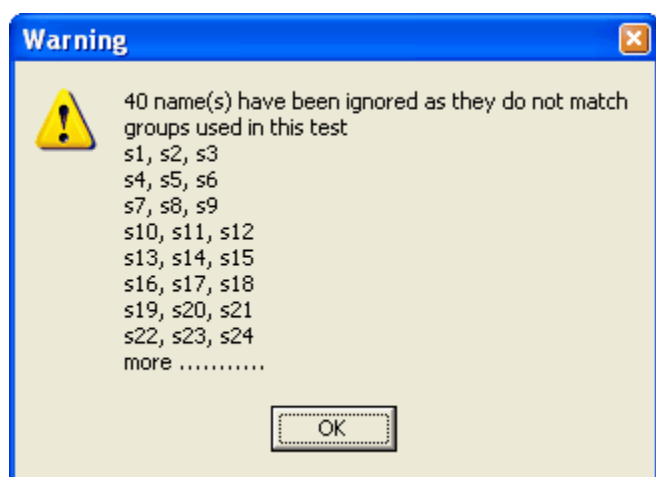 Warning
40 name(s) have been ignored as they do not match
groups used in this test
s1, s2, s3
s4, s5, s6
s7, s8, s9
s10, s11, s12
s13, s14, s15
s16, s17, s18
s19, s20, s21
s22, s23, s24
more ...........
OK